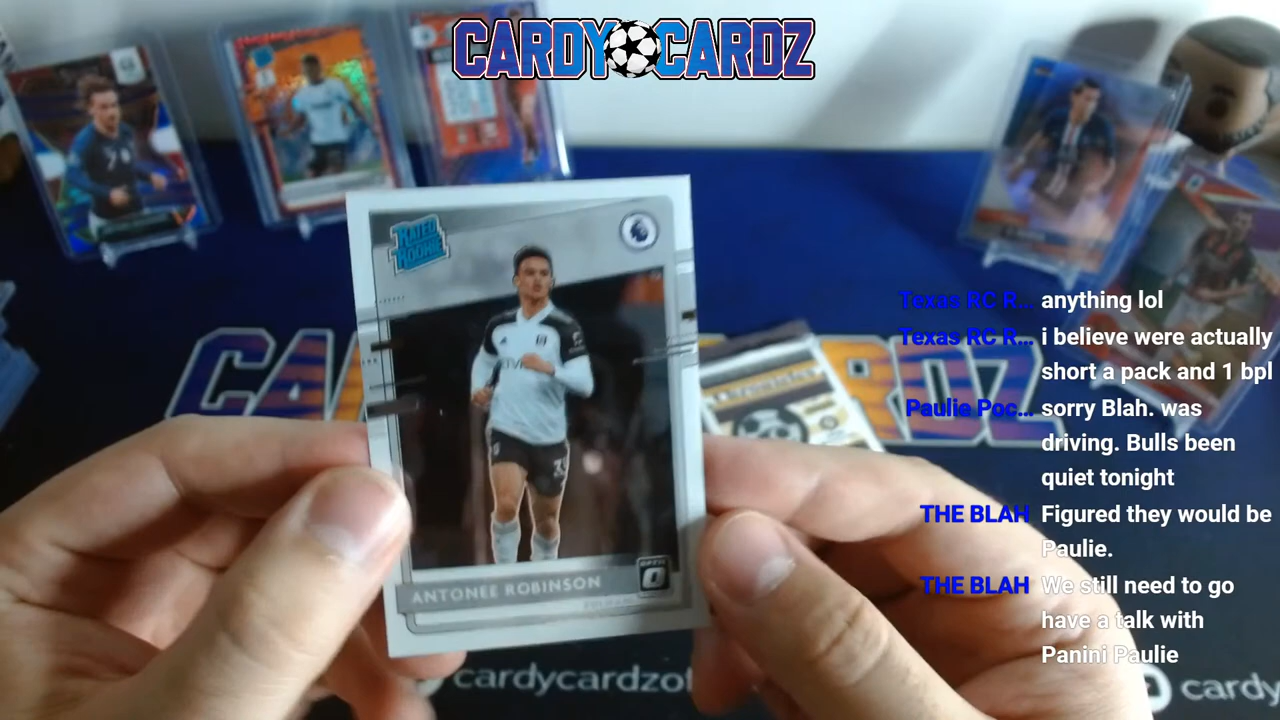 CARDY CARDZ
RATED
ROOKIE
ANTONEE ROBINSON
OPTIC
Texas RC R... anything lol
Texas RC R... i believe were actually
short a pack and 1 bpl
Paulie Poc... sorry Blah. was
driving. Bulls been
quiet tonight
THE BLAH Figured they would be
Paulie.
THE BLAH We still need to go
have a talk with
Panini Paulie
cardycardzof
cardy